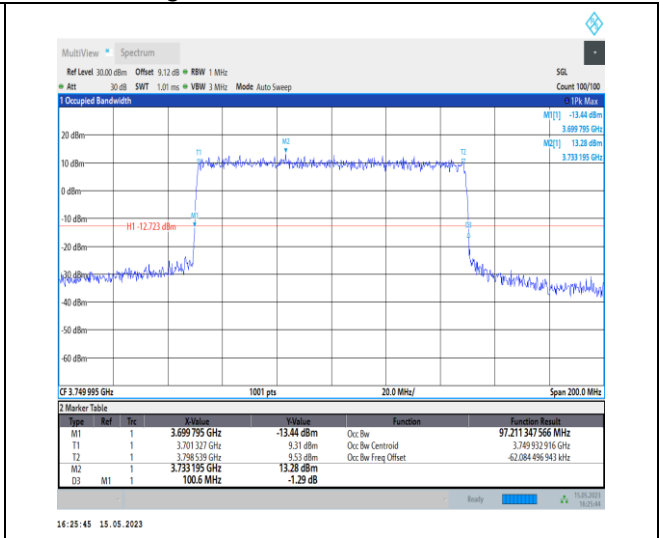 MultiView Spectrum
Ref Level 30.00 dBm Offset 9.12 dB RBW 1 MHz SGL
Att 30 dB SWT 1.01 ms VBW 3 MHz Mode Auto Sweep Count 100/100
1 Occupied Bandwidth 1Pk Max
M1[1] -13.44 dBm
3.699 795 GHz
M2[1] 13.28 dBm
3.733 195 GHz
20 dBm
M2
T1 T2
10 dBm
0 dBm
-10 dBm
M1
H1 -12.723 dBm
D3
-20 dBm
-30 dBm
-40 dBm
-50 dBm
-60 dBm
CF 3.749 995 GHz 1001 pts 20.0 MHz/ Span 200.0 MHz
2 Marker Table
Type Ref Trc X-Value Y-Value Function Function Result
M1 1 3.699 795 GHz -13.44 dBm Occ Bw 97.211 347 566 MHz
T1 1 3.701 327 GHz 9.31 dBm Occ Bw Centroid 3.749 932 916 GHz
T2 1 3.798 539 GHz 9.53 dBm Occ Bw Freq Offset -62.084 496 943 kHz
M2 1 3.733 195 GHz 13.28 dBm
D3 M1 1 100.6 MHz -1.29 dB
Ready 15.05.2023
16:25:44
16:25:45 15.05.2023